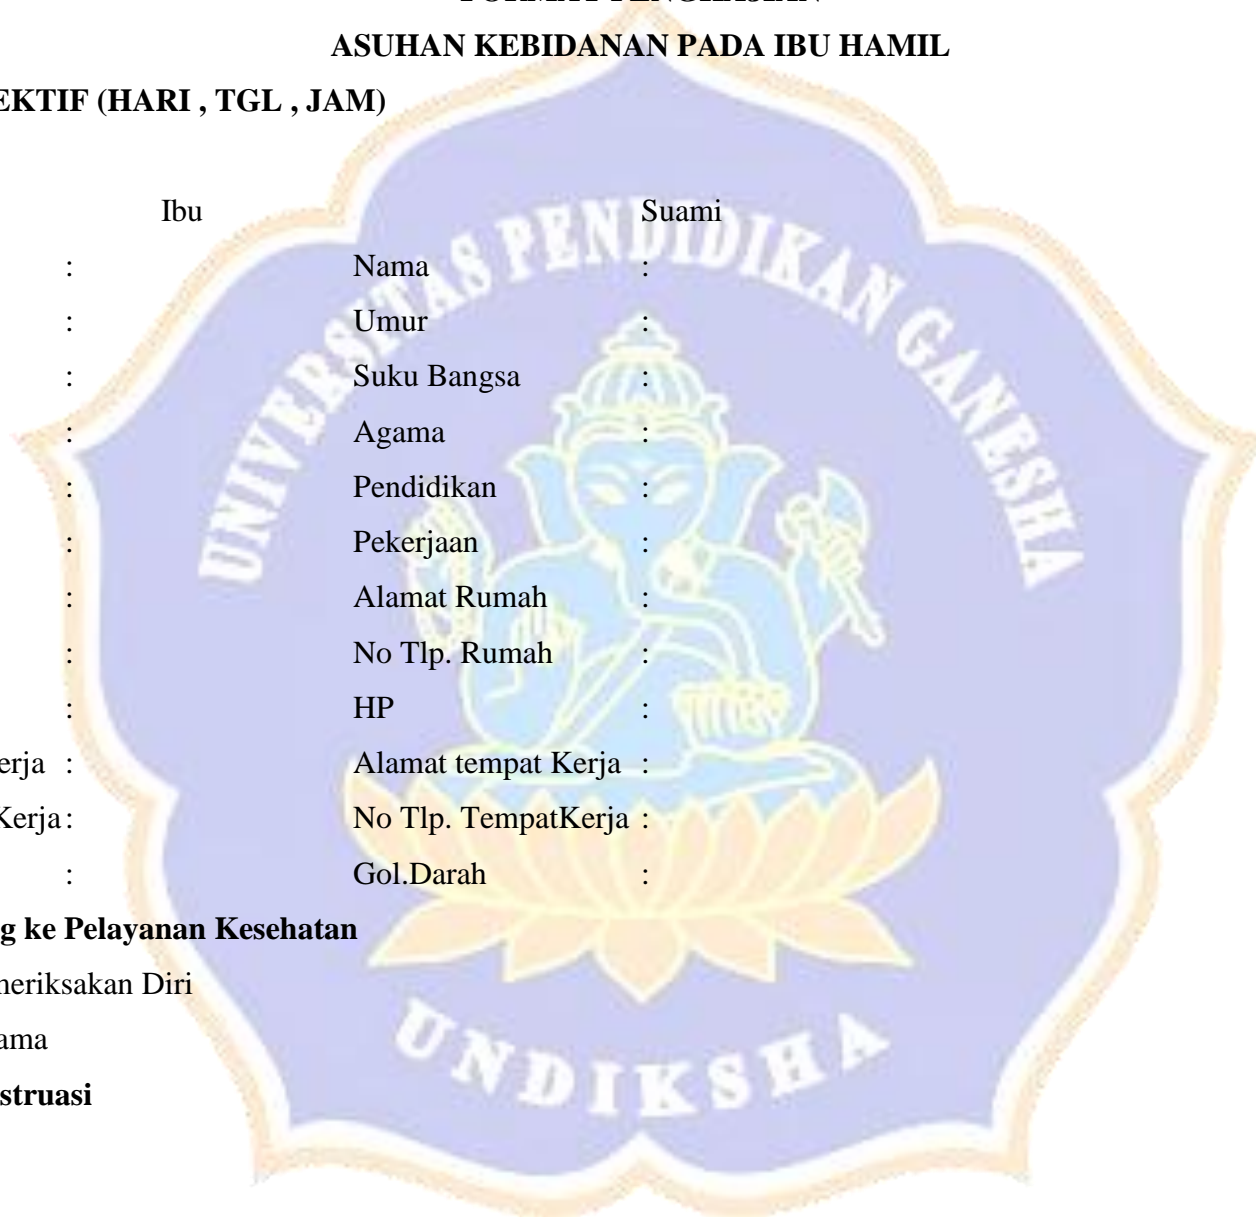 FORMAT PENGKAJIAN
ASUHAN KEBIDANAN PADA IBU HAMIL
EKTIF (HARI , TGL , JAM)
Ibu Suami
: Nama :
: Umur :
: Suku Bangsa :
: Agama :
: Pendidikan :
: Pekerjaan :
: Alamat Rumah :
: No Tlp. Rumah :
: HP :
erja : Alamat tempat Kerja :
Kerja: No Tlp. TempatKerja :
: Gol.Darah :
g ke Pelayanan Kesehatan
neriksakan Diri
ama
struasi
UNIVERSITAS PENDIDIKAN GANESHA
UNDIKSHA